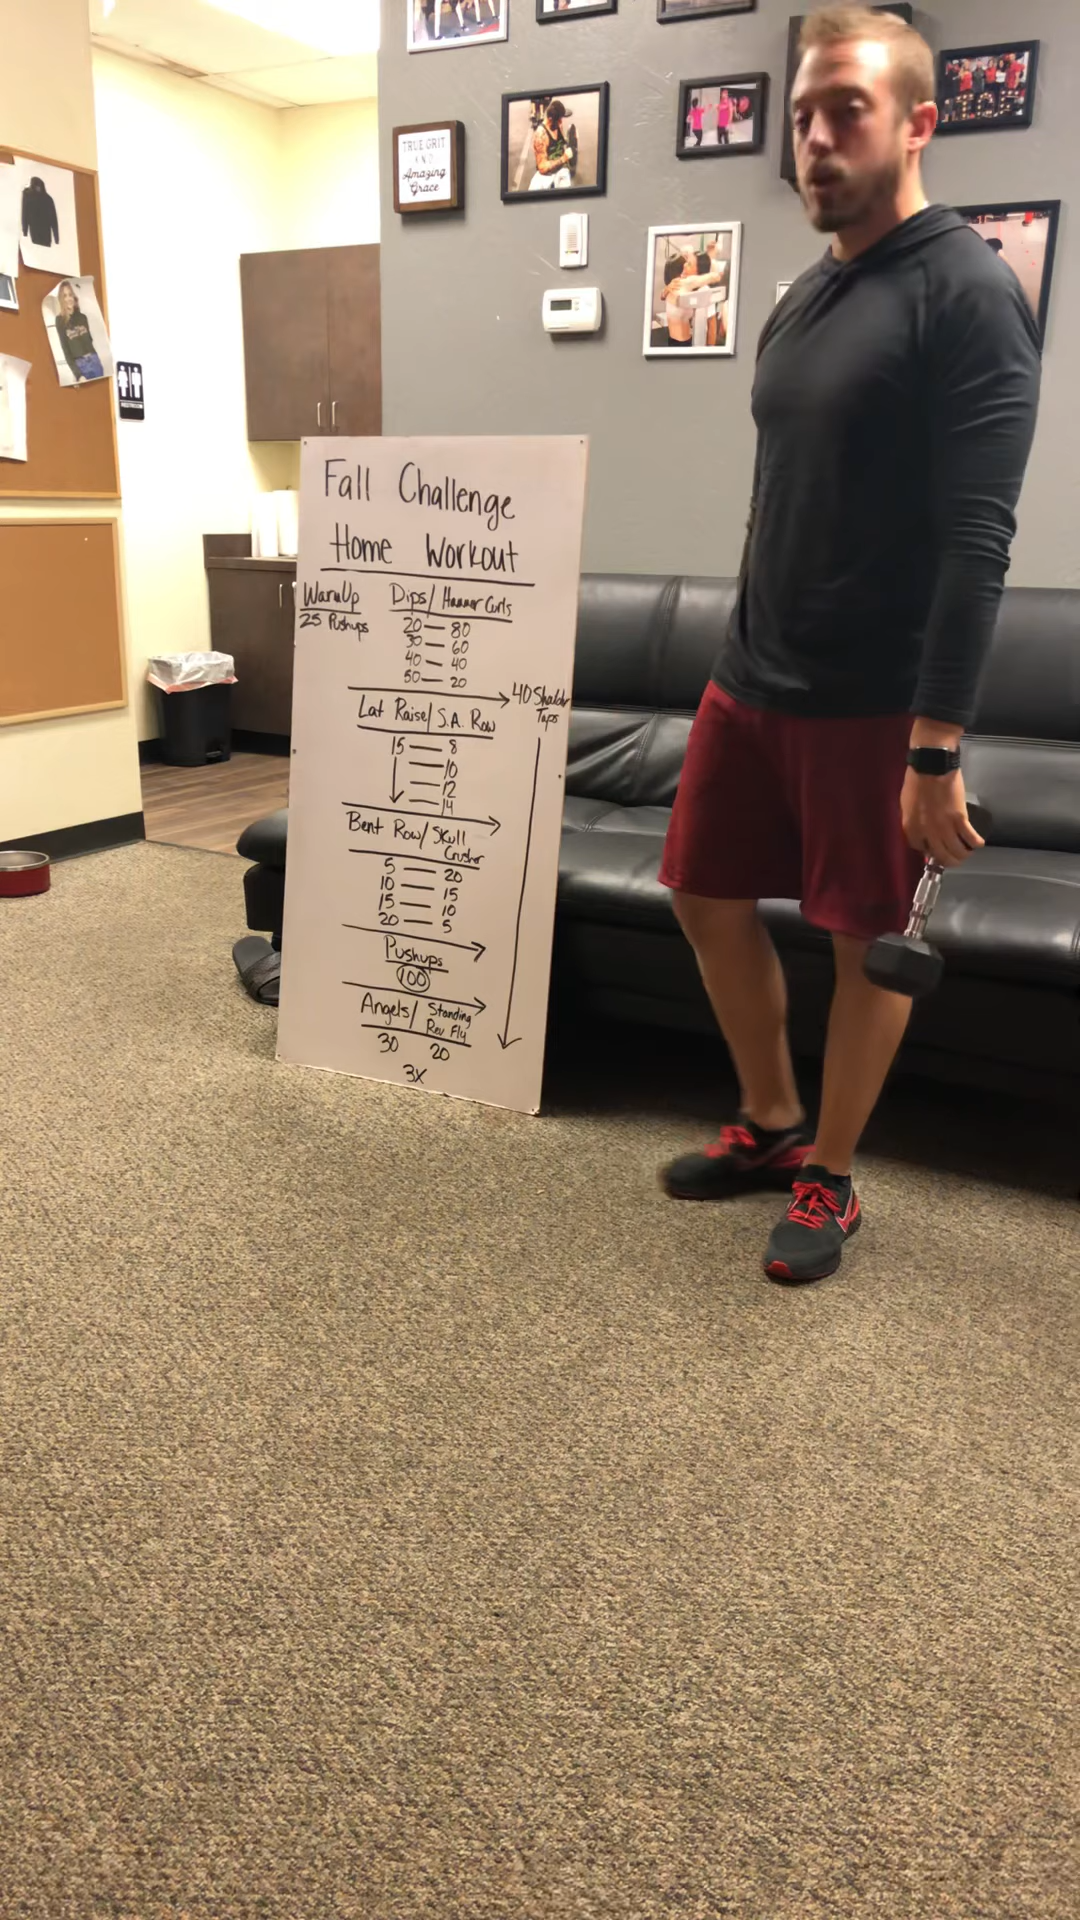 TRUE GRIT
AND
Amazing
Grace
Fall Challenge
Home Workout
WarmUp
25 Pushups
Dips/ Hammer Curls
20 — 80
30 — 60
40 — 40
50 — 20
40 Shoulder
Taps
Lat Raise/ S.A. Row
15 — 8
— 10
— 12
— 14
Bent Row/ Skull
Crusher
5 — 20
10 — 15
15 — 10
20 — 5
Pushups
100
Angels/ Standing
Rev Fly
30 20
3X